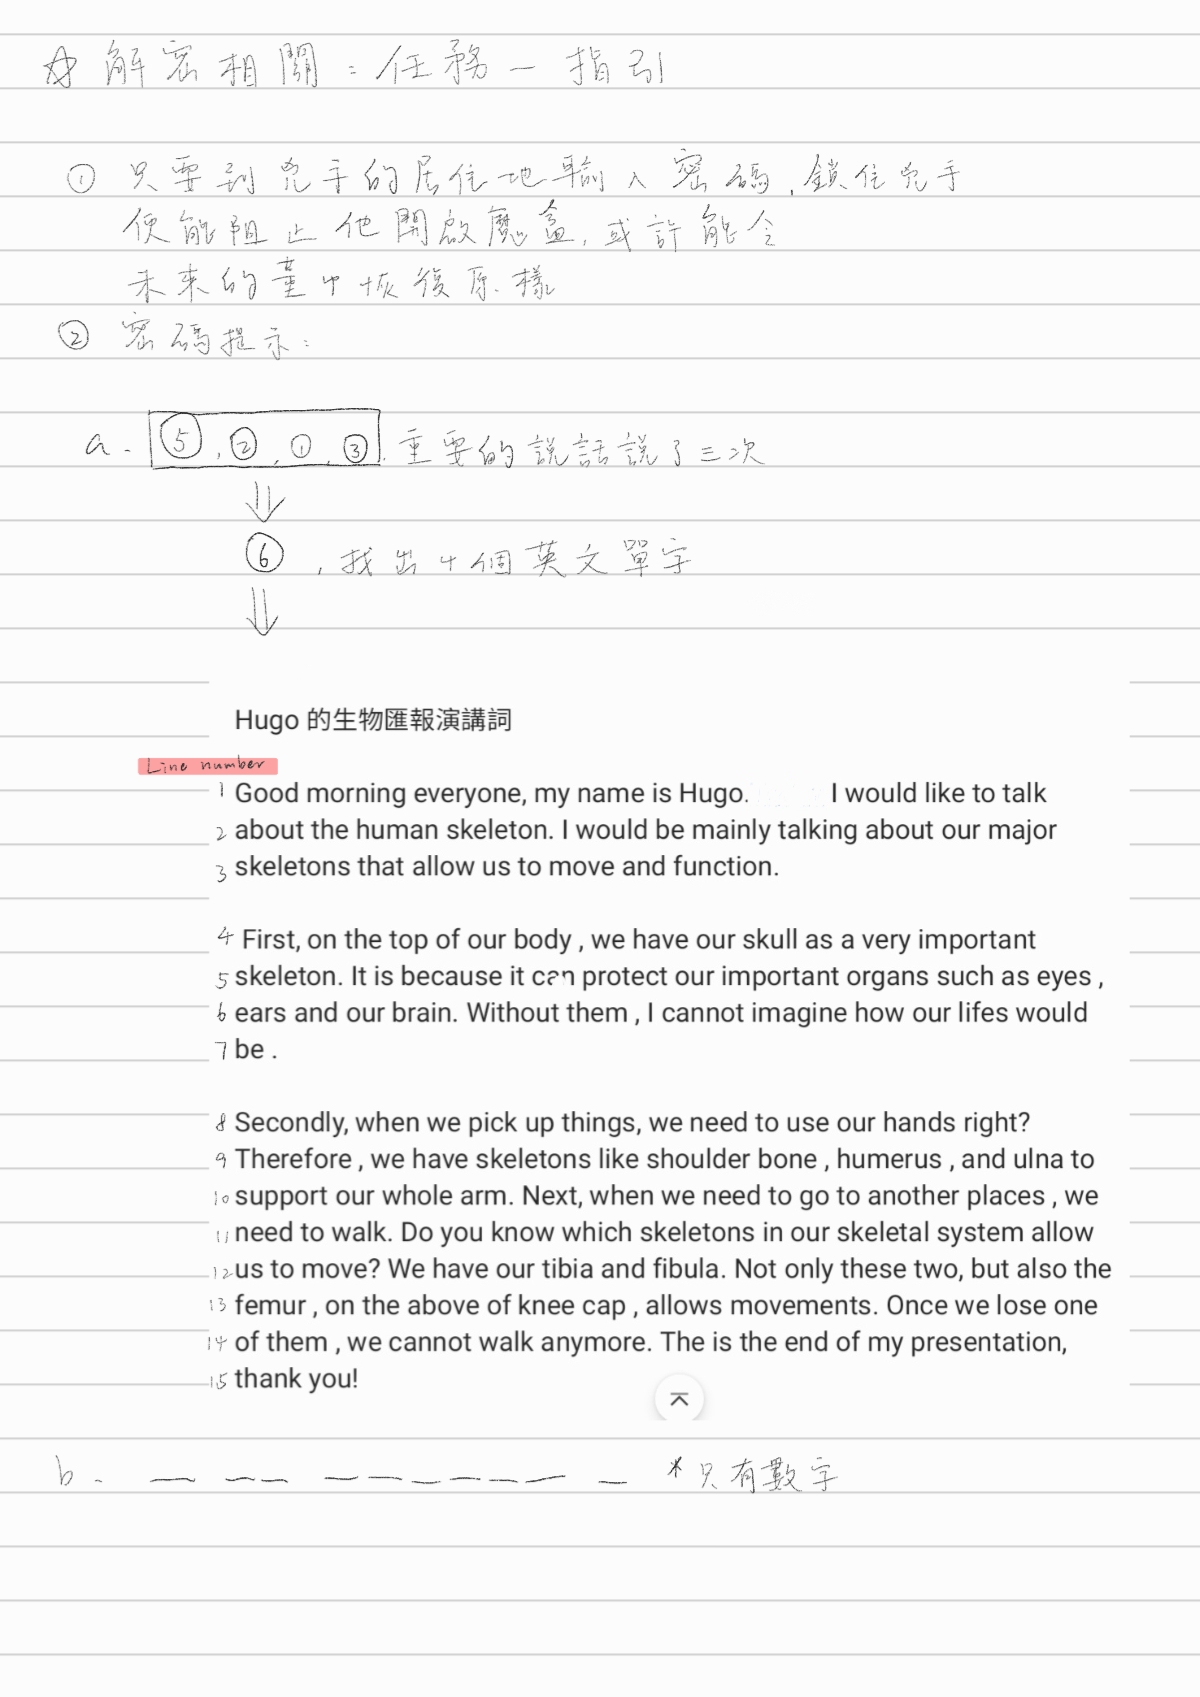 ☆ 解密相關：任務一指引
① 只要到兇手的居住地輸入密碼，鎖住兇手
便能阻止他開啟魔盒，或許能令
未來的董中恢復原樣
② 密碼提示：
a. ⑤, ②, ①, ③ 重要的說話說了三次
⇓
⑥，找出4個英文單字
⇓
Hugo 的生物匯報演講詞
Line number
1 Good morning everyone, my name is Hugo. I would like to talk
2 about the human skeleton. I would be mainly talking about our major
3 skeletons that allow us to move and function.
4 First, on the top of our body , we have our skull as a very important
5 skeleton. It is because it can protect our important organs such as eyes ,
6 ears and our brain. Without them , I cannot imagine how our lifes would
7 be .
8 Secondly, when we pick up things, we need to use our hands right?
9 Therefore , we have skeletons like shoulder bone , humerus , and ulna to
10 support our whole arm. Next, when we need to go to another places , we
11 need to walk. Do you know which skeletons in our skeletal system allow
12 us to move? We have our tibia and fibula. Not only these two, but also the
13 femur , on the above of knee cap , allows movements. Once we lose one
14 of them , we cannot walk anymore. The is the end of my presentation,
15 thank you!
b. _ _ _ _ _ _ _ _ _ _ *只有數字